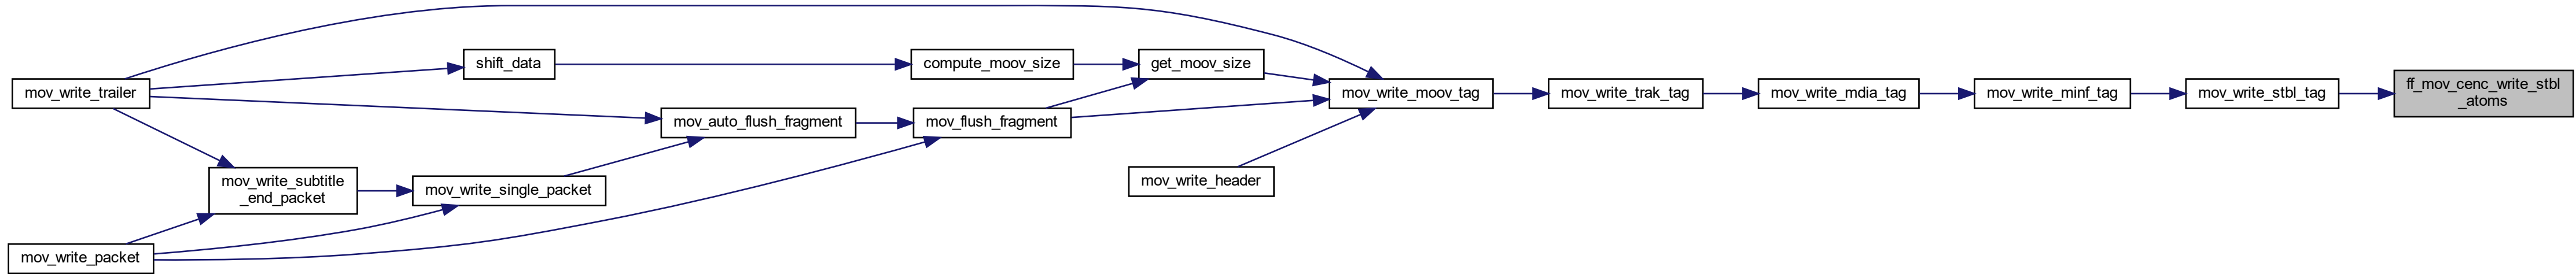 mov_write_trailer
shift_data
compute_moov_size
get_moov_size
mov_auto_flush_fragment
mov_flush_fragment
mov_write_moov_tag
mov_write_trak_tag
mov_write_mdia_tag
mov_write_minf_tag
mov_write_stbl_tag
ff_mov_cenc_write_stbl
_atoms
mov_write_subtitle
_end_packet
mov_write_single_packet
mov_write_header
mov_write_packet